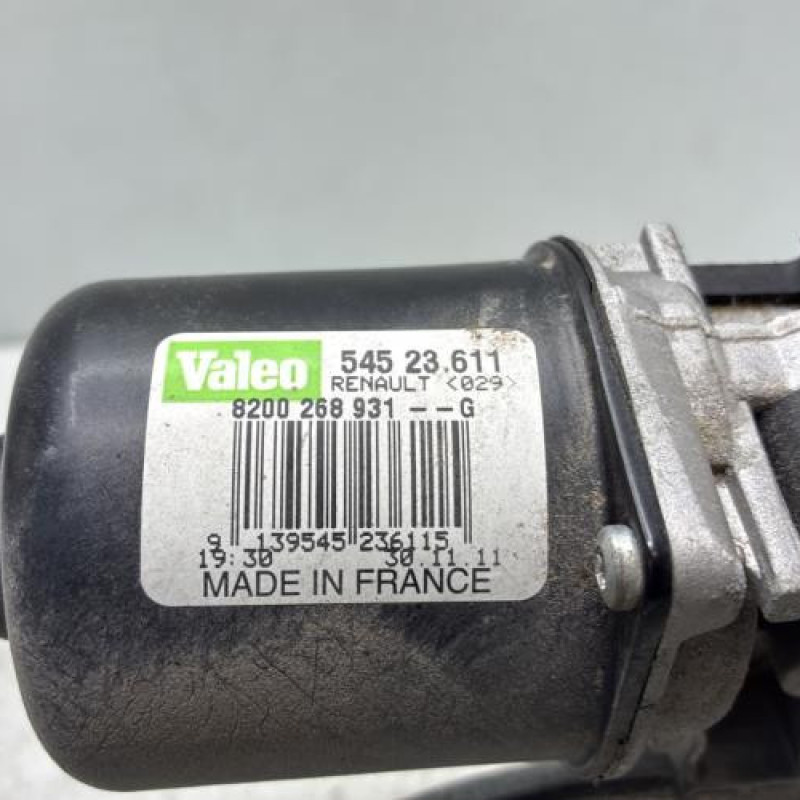 Valeo 545 23.611
RENAULT <029>
8200 268 931 --G
9 139545 236115
19:30 30.11.11
MADE IN FRANCE